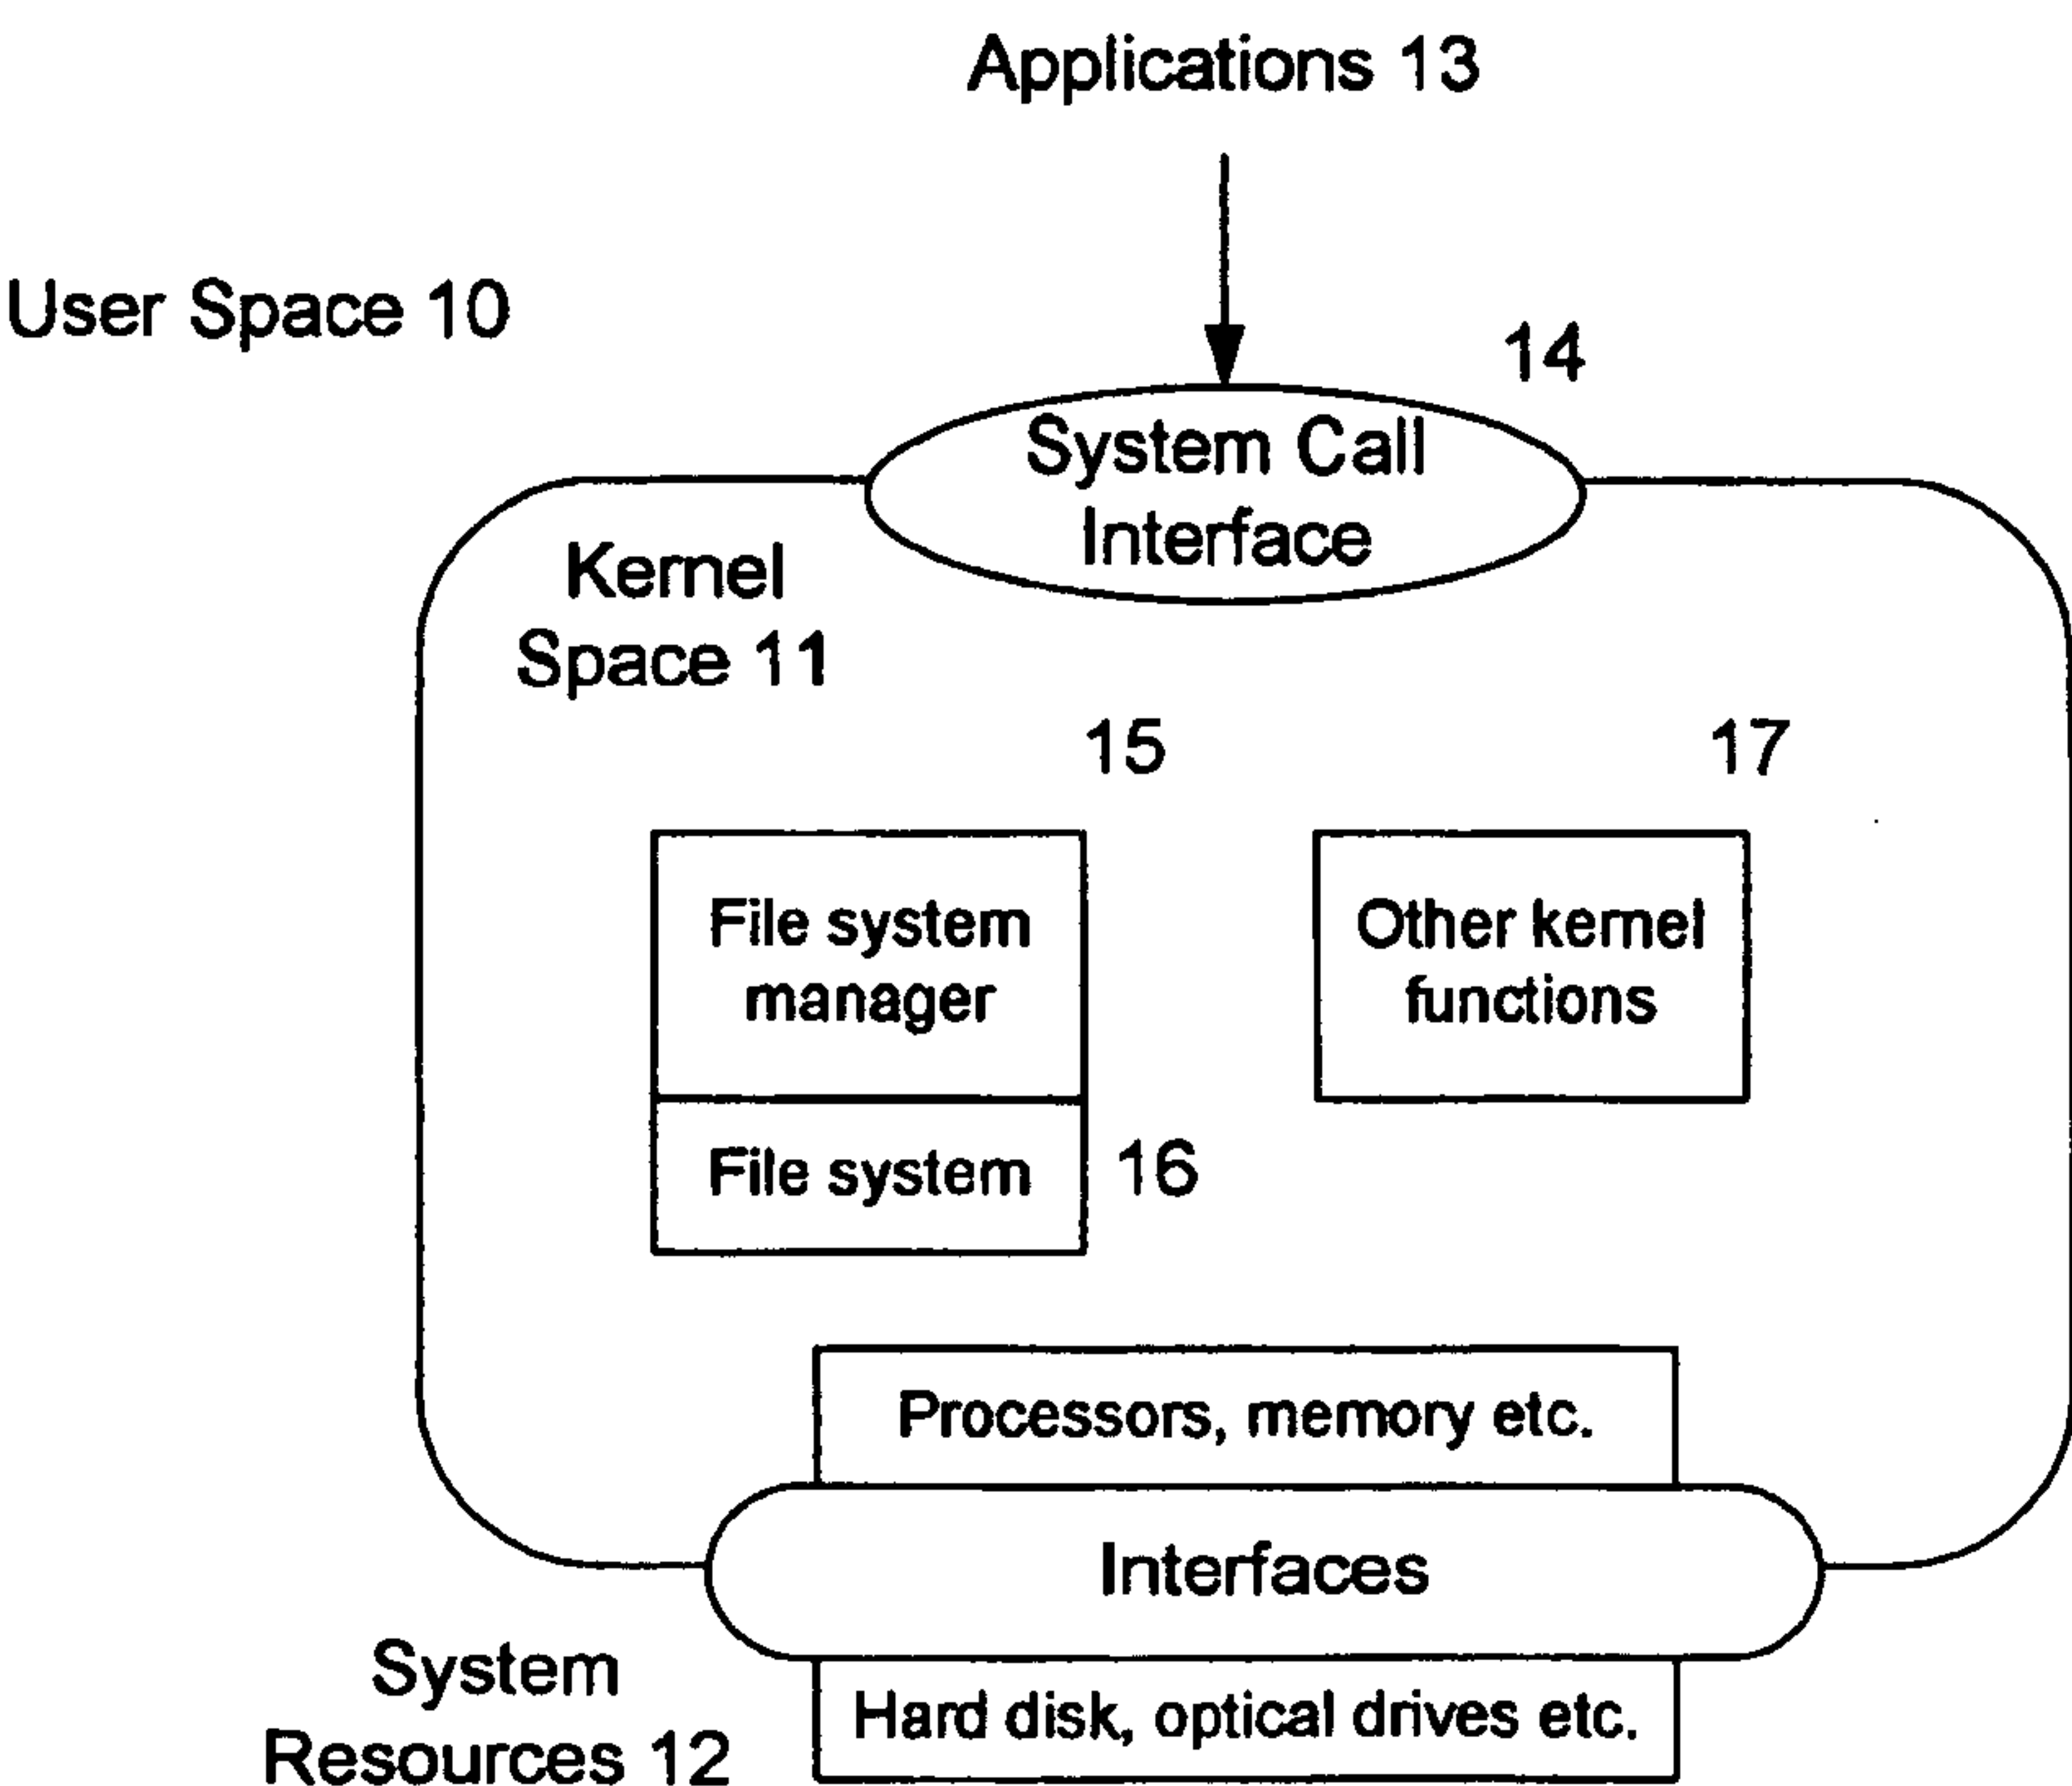 Applications 13
User Space 10
14
System Call
Interface
Kernel
Space 11
15
17
File system
manager
Other kernel
functions
File system
16
Processors, memory etc.
Interfaces
System
Resources 12
Hard disk, optical drives etc.